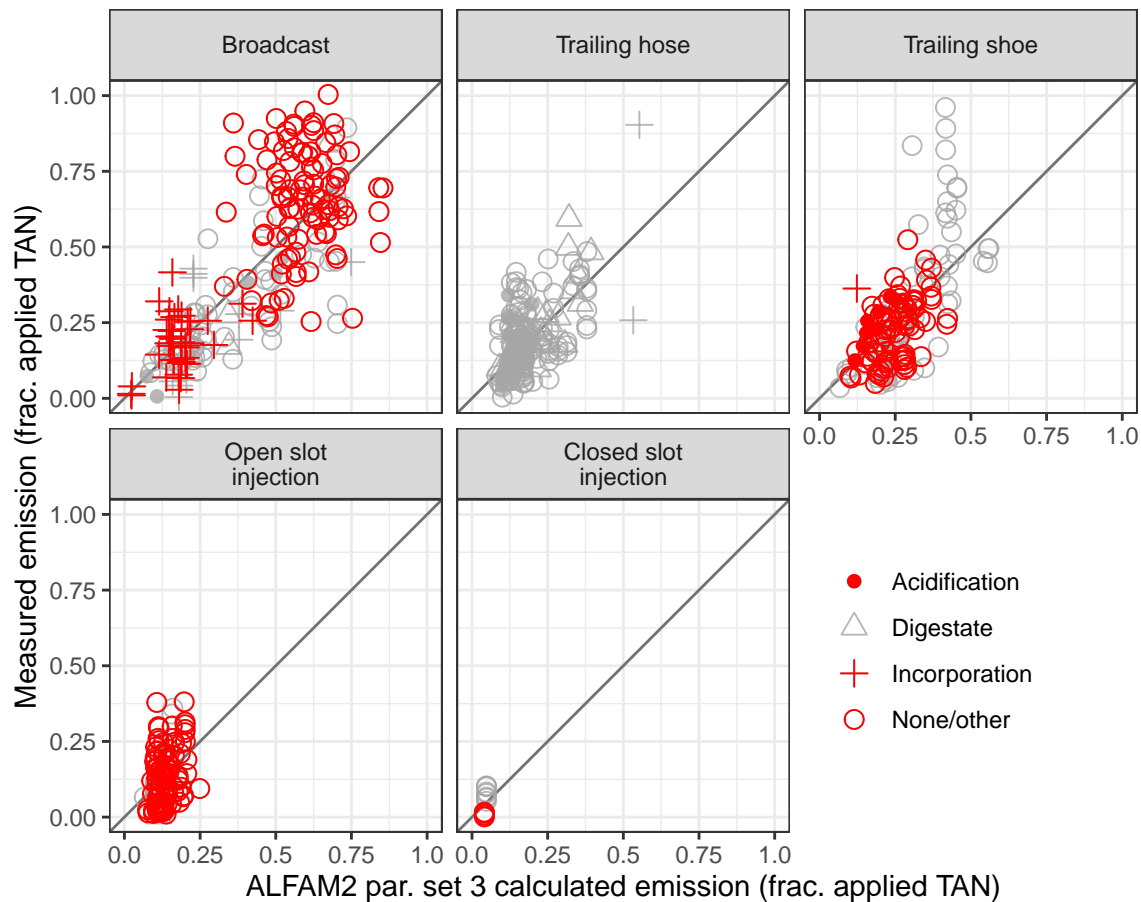 Broadcast
Trailing hose
Trailing shoe
1.00
0.75
0.50
0.25
0.00
0.0 0.25 0.50 0.75 1.0
Open slot
injection
Closed slot
injection
1.00
0.75
0.50
0.25
0.00
0.0 0.25 0.50 0.75 1.0
0.0 0.25 0.50 0.75 1.0
Measured emission (frac. applied TAN)
ALFAM2 par. set 3 calculated emission (frac. applied TAN)
Acidification
Digestate
Incorporation
None/other